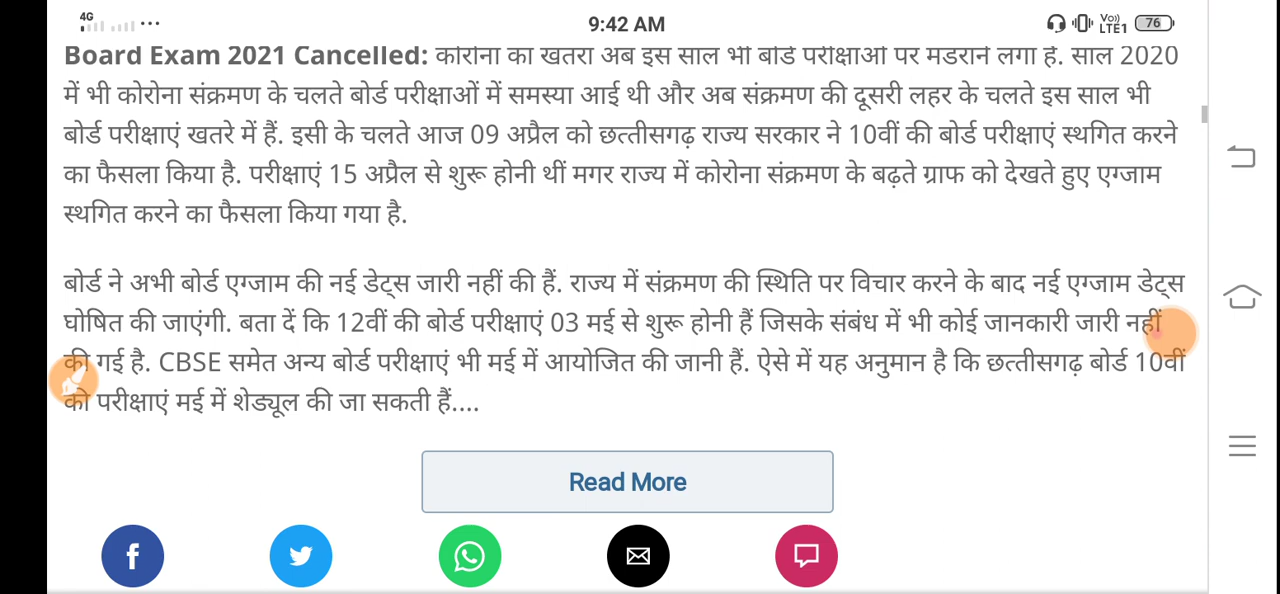 4G 9:42 AM Vo)) LTE1 76
Board Exam 2021 Cancelled: कोरोना का खतरा अब इस साल भी बोर्ड परीक्षाओं पर मंडराने लगा है. साल 2020
में भी कोरोना संक्रमण के चलते बोर्ड परीक्षाओं में समस्या आई थी और अब संक्रमण की दूसरी लहर के चलते इस साल भी
बोर्ड परीक्षाएं खतरे में हैं. इसी के चलते आज 09 अप्रैल को छत्तीसगढ़ राज्य सरकार ने 10वीं की बोर्ड परीक्षाएं स्थगित करने
का फैसला किया है. परीक्षाएं 15 अप्रैल से शुरू होनी थीं मगर राज्य में कोरोना संक्रमण के बढ़ते ग्राफ को देखते हुए एग्जाम
स्थगित करने का फैसला किया गया है.
बोर्ड ने अभी बोर्ड एग्जाम की नई डेट्स जारी नहीं की हैं. राज्य में संक्रमण की स्थिति पर विचार करने के बाद नई एग्जाम डेट्स
घोषित की जाएंगी. बता दें कि 12वीं की बोर्ड परीक्षाएं 03 मई से शुरू होनी हैं जिसके संबंध में भी कोई जानकारी जारी नहीं
की गई है. CBSE समेत अन्य बोर्ड परीक्षाएं भी मई में आयोजित की जानी हैं. ऐसे में यह अनुमान है कि छत्तीसगढ़ बोर्ड 10वीं
की परीक्षाएं मई में शेड्यूल की जा सकती हैं....
Read More